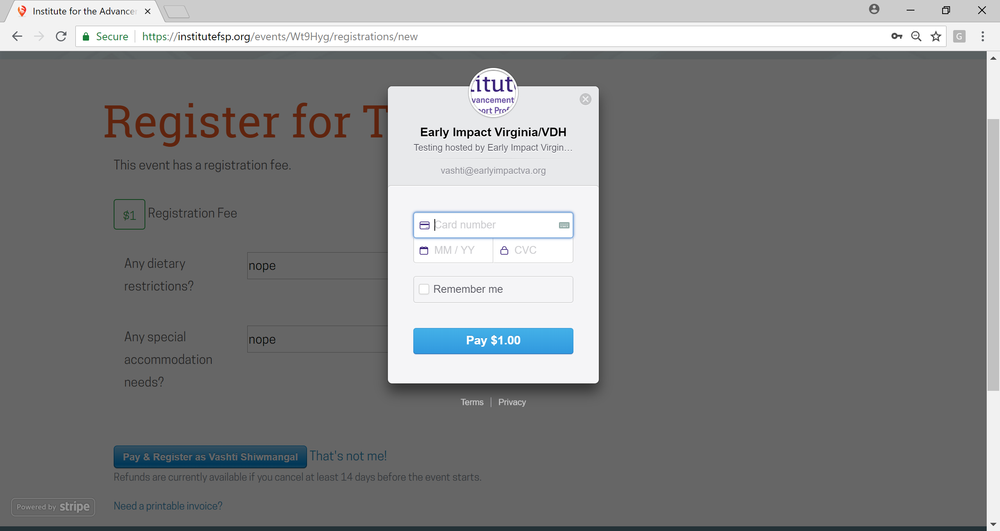 Institute for the Advancer
Secure
https://institutefsp.org/events/Wt9Hyg/registrations/new
G
Register for T
This event has a registration fee.
$1 Registration Fee
Any dietary
restrictions?
nope
Any special
accommodation
needs?
nope
Pay & Register as Vashti Shiwmangal
That's not me!
Refunds are currently available if you cancel at least 14 days before the event starts.
Need a printable invoice?
Powered by stripe
itut
vancement
port Prof
Early Impact Virginia/VDH
Testing hosted by Early Impact Virgin…
vashti@earlyimpactva.org
Card number
MM / YY
CVC
Remember me
Pay $1.00
Terms
Privacy